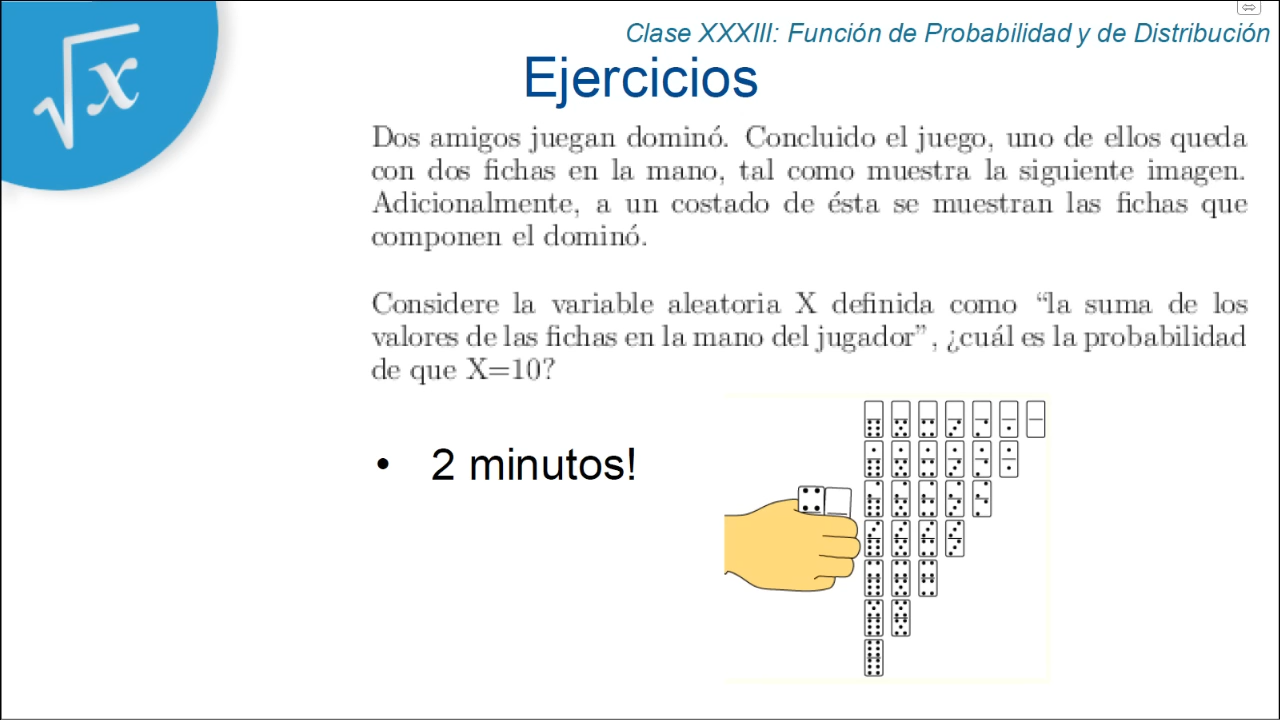 Clase XXXIII: Función de Probabilidad y de Distribución
Ejercicios
Dos amigos juegan dominó. Concluido el juego, uno de ellos queda
con dos fichas en la mano, tal como muestra la siguiente imagen.
Adicionalmente, a un costado de ésta se muestran las fichas que
componen el dominó.
Considere la variable aleatoria X definida como “la suma de los
valores de las fichas en la mano del jugador”, ¿cuál es la probabilidad
de que X=10?
• 2 minutos!
√x